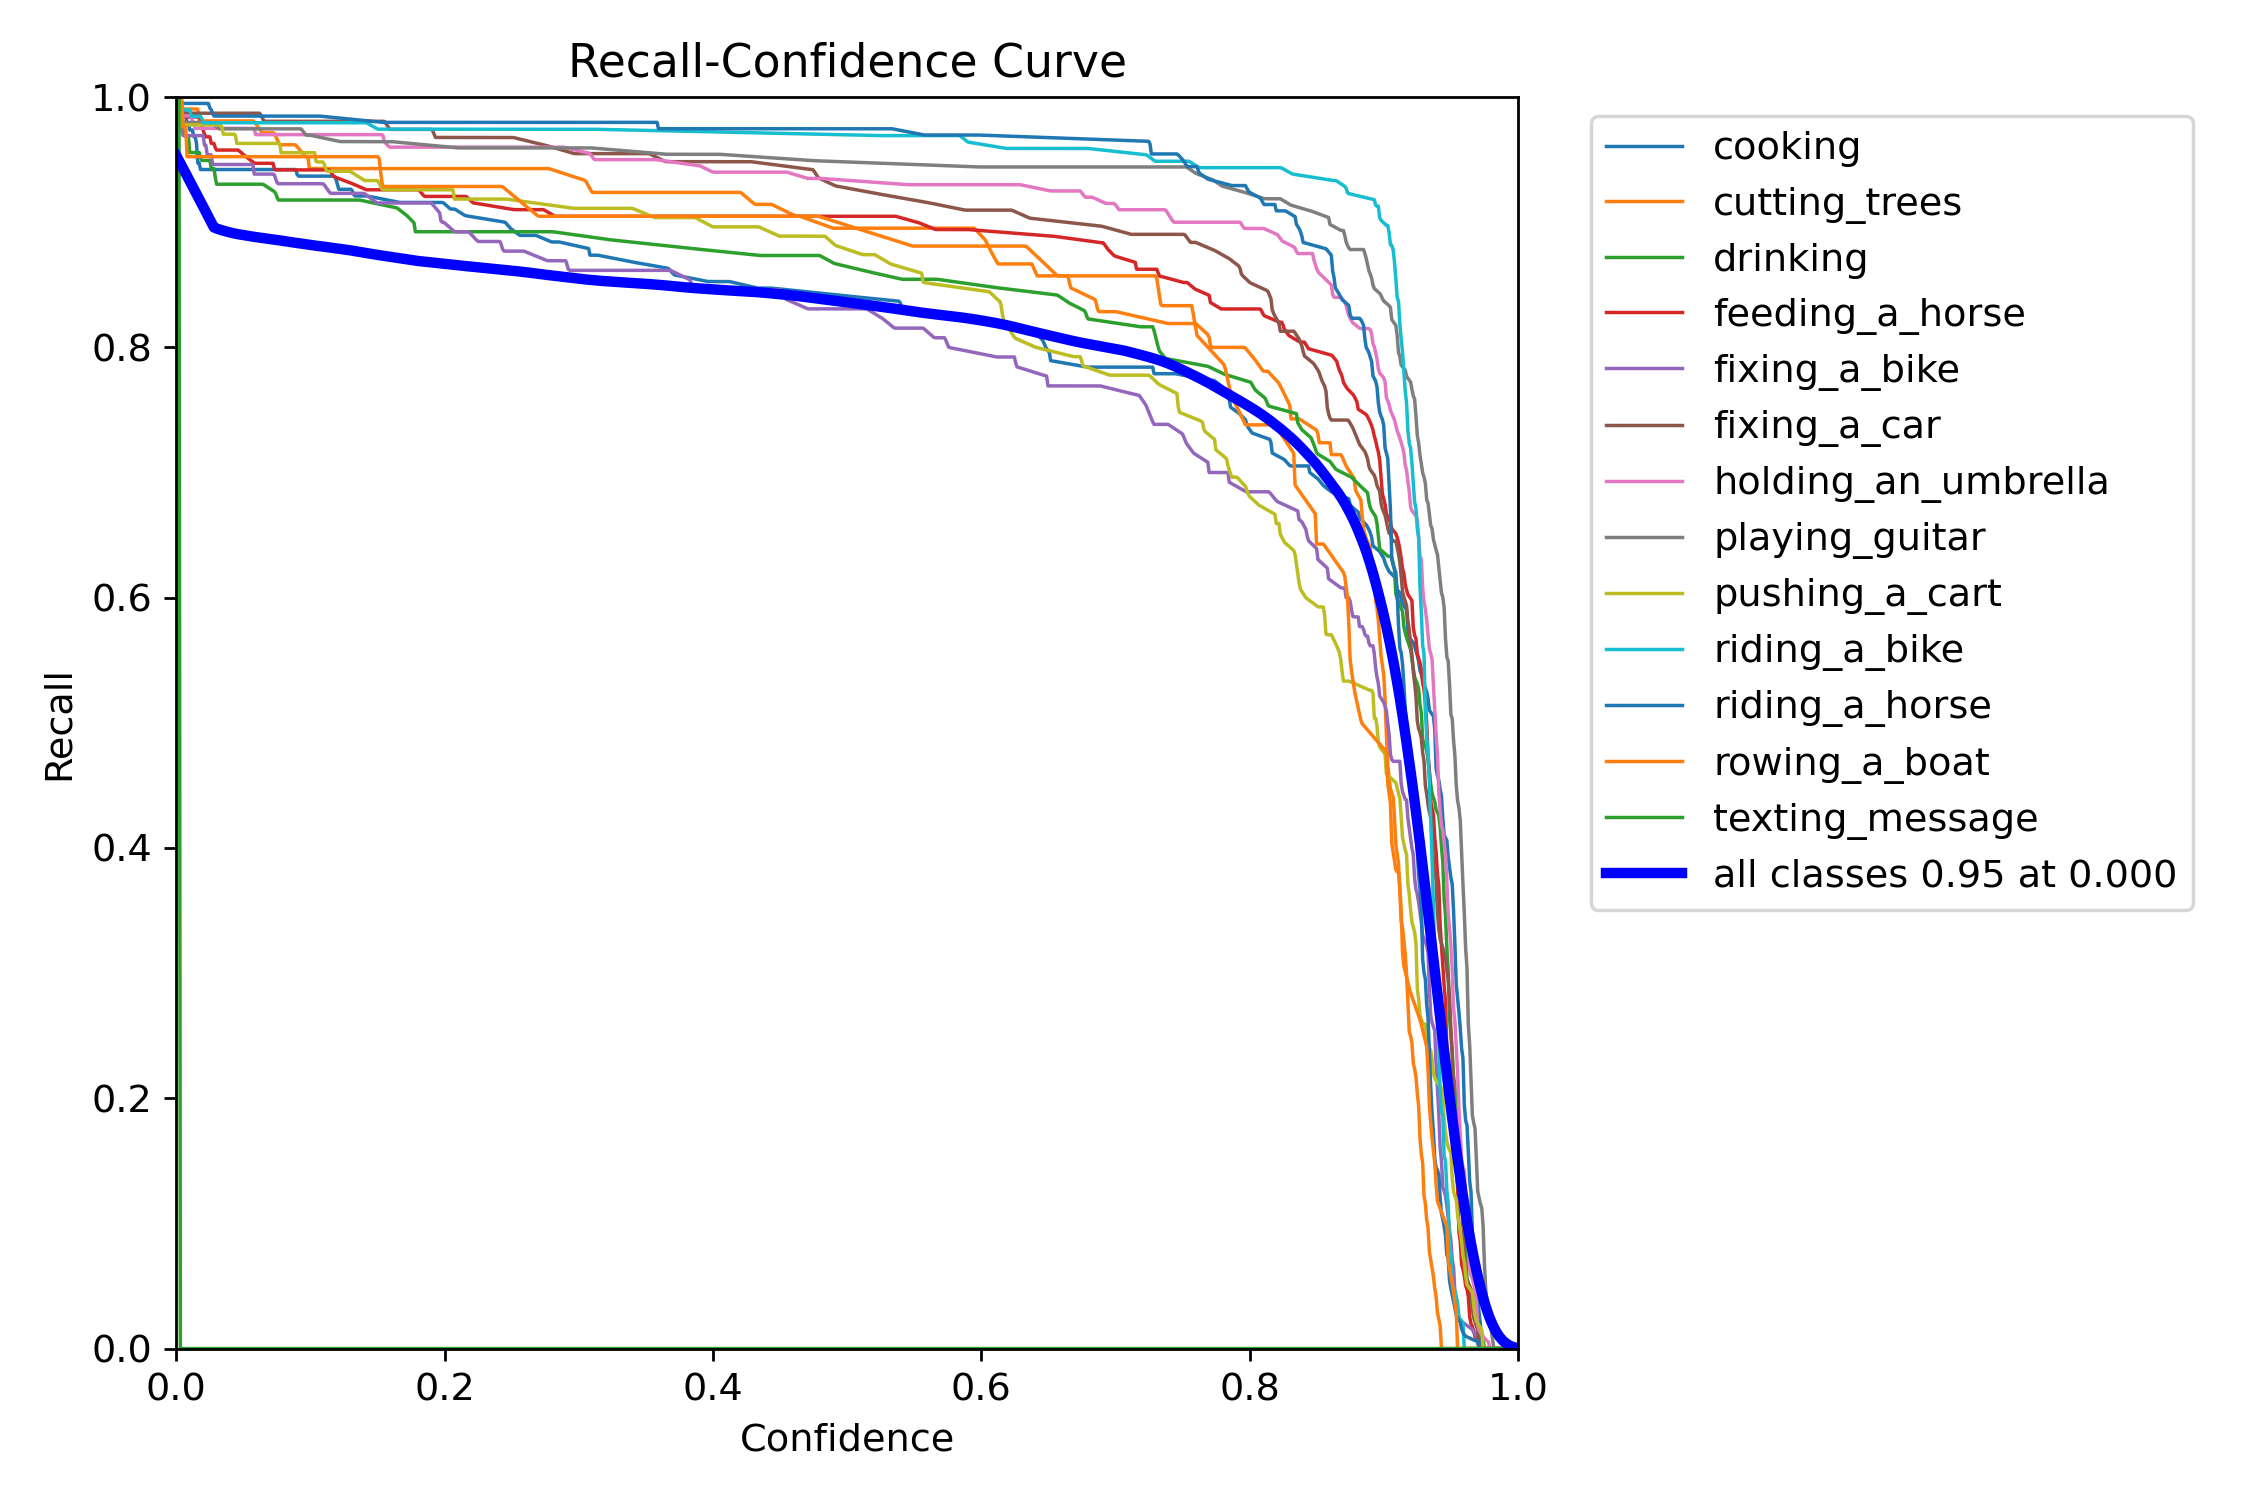 Recall-Confidence Curve
1.0
0.8
0.6
0.4
0.2
0.0
Recall
0.0 0.2 0.4 0.6 0.8 1.0
Confidence
cooking
cutting_trees
drinking
feeding_a_horse
fixing_a_bike
fixing_a_car
holding_an_umbrella
playing_guitar
pushing_a_cart
riding_a_bike
riding_a_horse
rowing_a_boat
texting_message
all classes 0.95 at 0.000